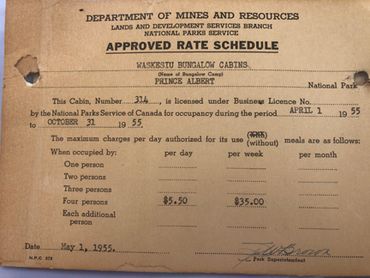 DEPARTMENT OF MINES AND RESOURCES
LANDS AND DEVELOPMENT SERVICES BRANCH
NATIONAL PARKS SERVICE
APPROVED RATE SCHEDULE
WASKESIU BUNGALOW CABINS
(Name of Bungalow Camp)
PRINCE ALBERT National Park
This Cabin, Number 314, is licensed under Business Licence No.
by the National Parks Service of Canada for occupancy during the period APRIL 1 1955
to OCTOBER 31 1955.
The maximum charges per day authorized for its use (without) meals are as follows:
When occupied by: per day per week per month
One person
Two persons
Three persons
Four persons $5.50 $35.00
Each additional
person
Date May 1, 1955.
Park Superintendent
N.P.C. 572